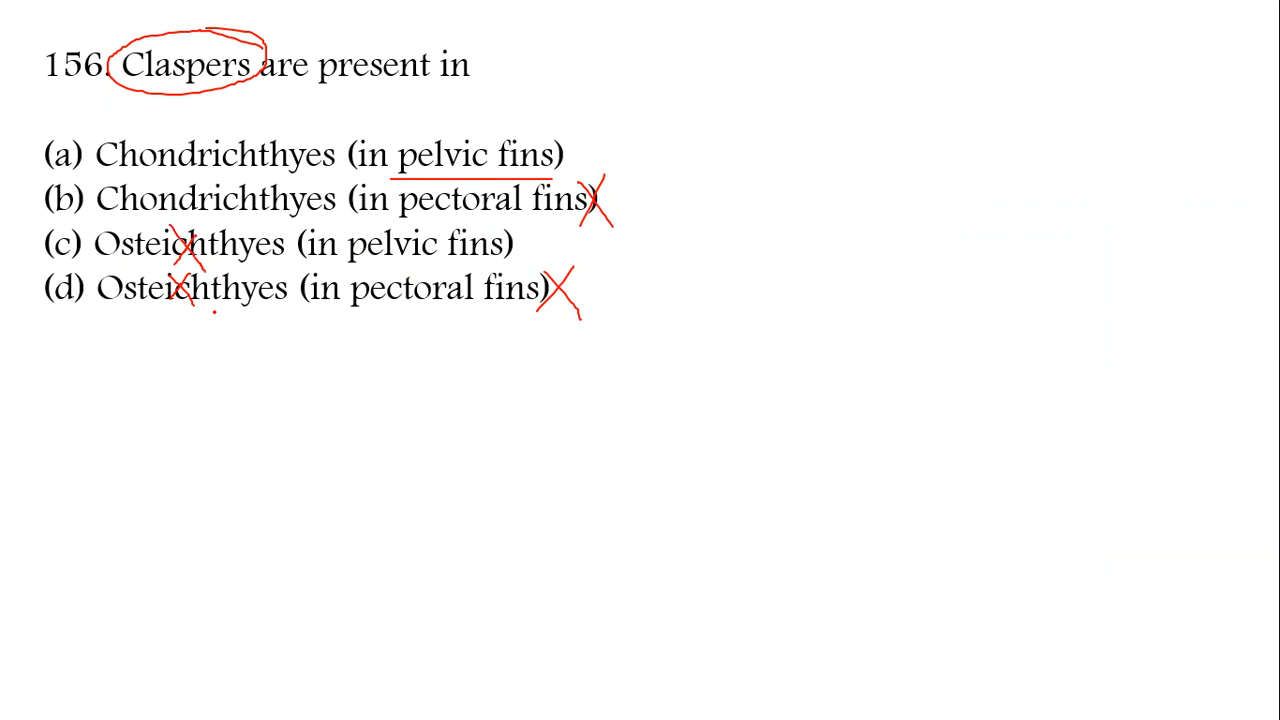 156. Claspers are present in
(a) Chondrichthyes (in pelvic fins)
(b) Chondrichthyes (in pectoral fins)
(c) Osteichthyes (in pelvic fins)
(d) Osteichthyes (in pectoral fins)